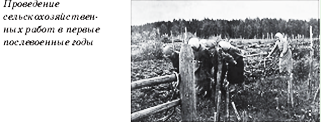 Проведение
сельскохозяйствен-
ных работ в первые
послевоенные годы